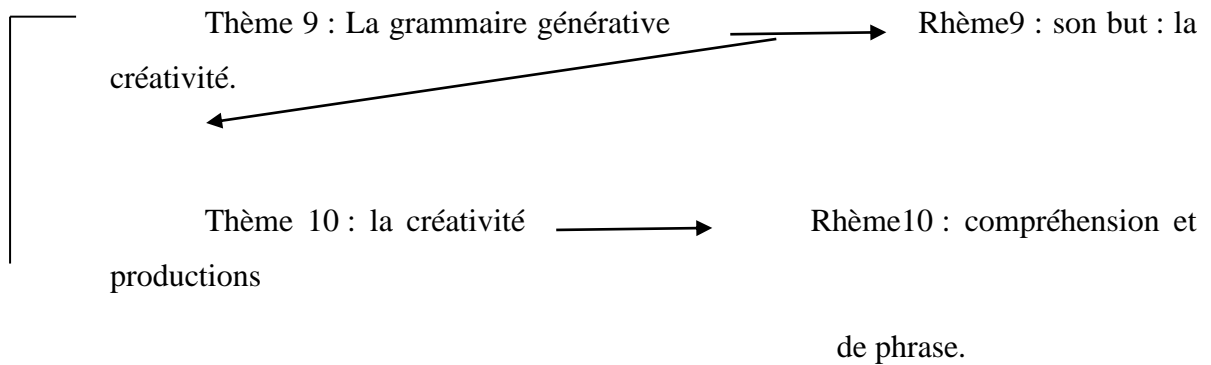 Thème 9 : La grammaire générative Rhème9 : son but : la
créativité.
Thème 10 : la créativité Rhème10 : compréhension et
productions
de phrase.